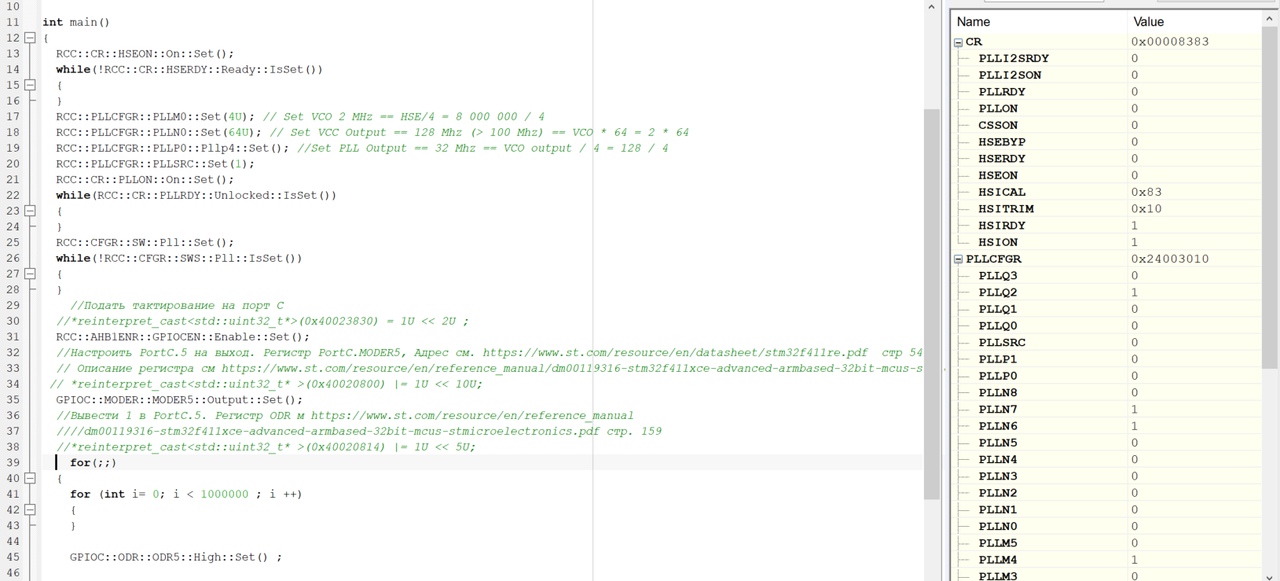 10
11 int main()
12 {
13 RCC::CR::HSEON::On::Set();
14 while(!RCC::CR::HSERDY::Ready::IsSet())
15 {
16 }
17 RCC::PLLCFGR::PLLM0::Set(4U); // Set VCO 2 MHz == HSE/4 = 8 000 000 / 4
18 RCC::PLLCFGR::PLLN0::Set(64U); // Set VCC Output == 128 Mhz (> 100 Mhz) == VCO * 64 = 2 * 64
19 RCC::PLLCFGR::PLLP0::Pllp4::Set(); //Set PLL Output == 32 Mhz == VCO output / 4 = 128 / 4
20 RCC::PLLCFGR::PLLSRC::Set(1);
21 RCC::CR::PLLON::On::Set();
22 while(RCC::CR::PLLRDY::Unlocked::IsSet())
23 {
24 }
25 RCC::CFGR::SW::Pll::Set();
26 while(!RCC::CFGR::SWS::Pll::IsSet())
27 {
28 }
29 //Подать тактирование на порт C
30 //*reinterpret_cast<std::uint32_t*>(0x40023830) = 1U << 2U ;
31 RCC::AHB1ENR::GPIOCEN::Enable::Set();
32 //Настроить PortC.5 на выход. Регистр PortC.MODER5, Адрес см. https://www.st.com/resource/en/datasheet/stm32f411re.pdf стр 54
33 // Описание регистра см https://www.st.com/resource/en/reference_manual/dm00119316-stm32f411xce-advanced-armbased-32bit-mcus-s
34 // *reinterpret_cast<std::uint32_t* >(0x40020800) |= 1U << 10U;
35 GPIOC::MODER::MODER5::Output::Set();
36 //Вывести 1 в PortC.5. Регистр ODR м https://www.st.com/resource/en/reference_manual
37 ////dm00119316-stm32f411xce-advanced-armbased-32bit-mcus-stmicroelectronics.pdf стр. 159
38 //*reinterpret_cast<std::uint32_t* >(0x40020814) |= 1U << 5U;
39 for(;;)
40 {
41 for (int i= 0; i < 1000000 ; i ++)
42 {
43 }
44
45 GPIOC::ODR::ODR5::High::Set() ;
46
Name Value
CR 0x00008383
PLLI2SRDY 0
PLLI2SON 0
PLLRDY 0
PLLON 0
CSSON 0
HSEBYP 0
HSERDY 0
HSEON 0
HSICAL 0x83
HSITRIM 0x10
HSIRDY 1
HSION 1
PLLCFGR 0x24003010
PLLQ3 0
PLLQ2 1
PLLQ1 0
PLLQ0 0
PLLSRC 0
PLLP1 0
PLLP0 0
PLLN8 0
PLLN7 1
PLLN6 1
PLLN5 0
PLLN4 0
PLLN3 0
PLLN2 0
PLLN1 0
PLLN0 0
PLLM5 0
PLLM4 1
PLLM3 0